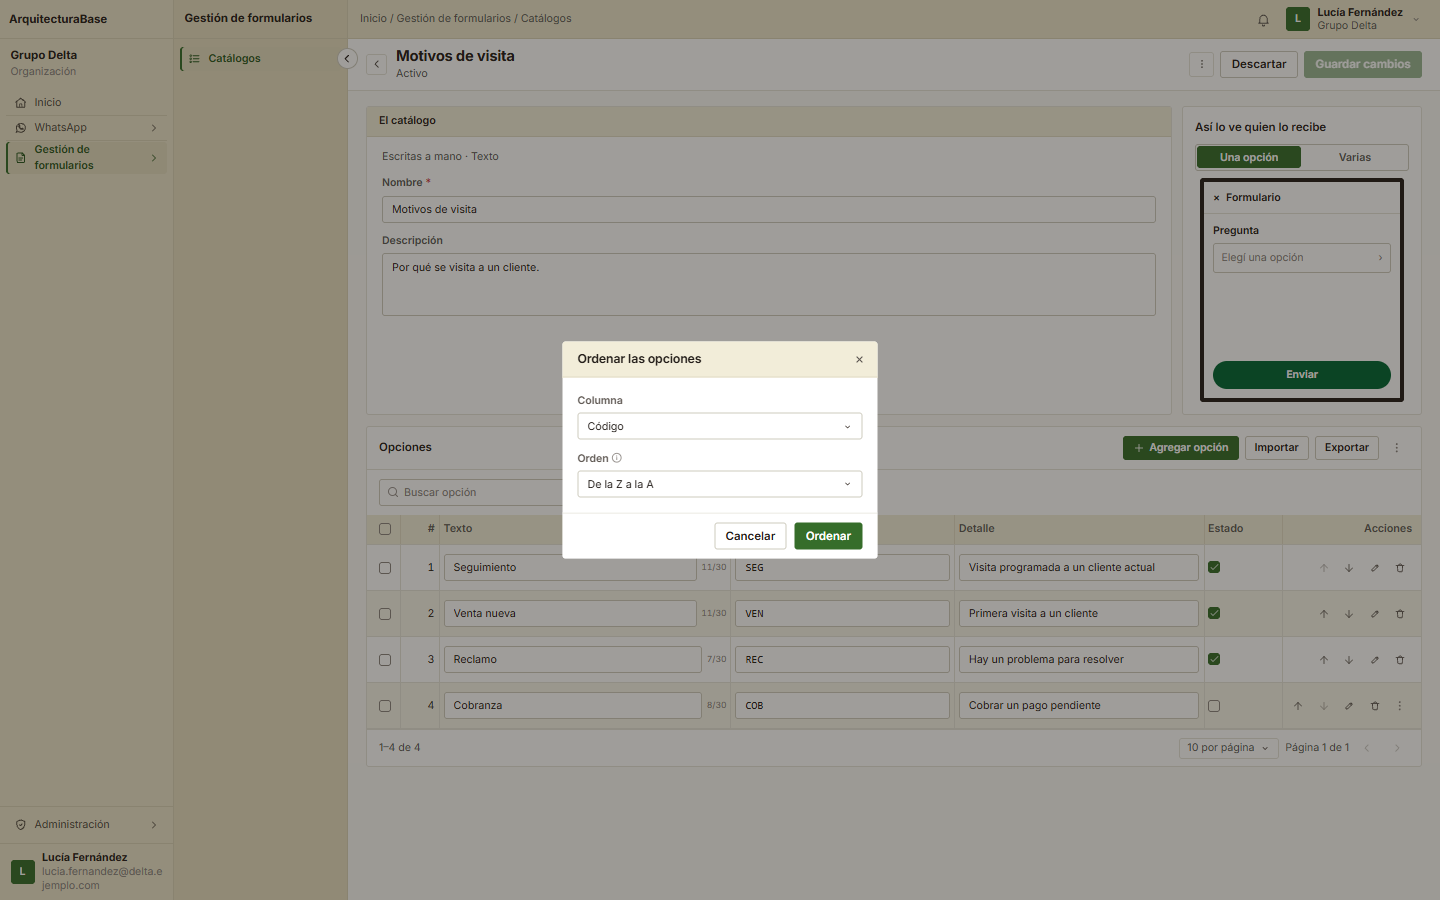 ArquitecturaBase
Grupo Delta
Organización
Inicio
WhatsApp
Gestión de
formularios
Administración
L
Lucía Fernández
lucia.fernandez@delta.e
jemplo.com
Gestión de formularios
Catálogos
Inicio / Gestión de formularios / Catálogos
L
Lucía Fernández
Grupo Delta
Motivos de visita
Activo
Descartar
Guardar cambios
El catálogo
Escritas a mano · Texto
Nombre *
Motivos de visita
Descripción
Por qué se visita a un cliente.
Así lo ve quien lo recibe
Una opción
Varias
× Formulario
Pregunta
Elegí una opción
Enviar
Ordenar las opciones
Columna
Código
Orden
De la Z a la A
Cancelar
Ordenar
Opciones
+ Agregar opción
Importar
Exportar
Buscar opción
# Texto Detalle Estado Acciones
1 Seguimiento 11/30 SEG Visita programada a un cliente actual
2 Venta nueva 11/30 VEN Primera visita a un cliente
3 Reclamo 7/30 REC Hay un problema para resolver
4 Cobranza 8/30 COB Cobrar un pago pendiente
1–4 de 4
10 por página
Página 1 de 1